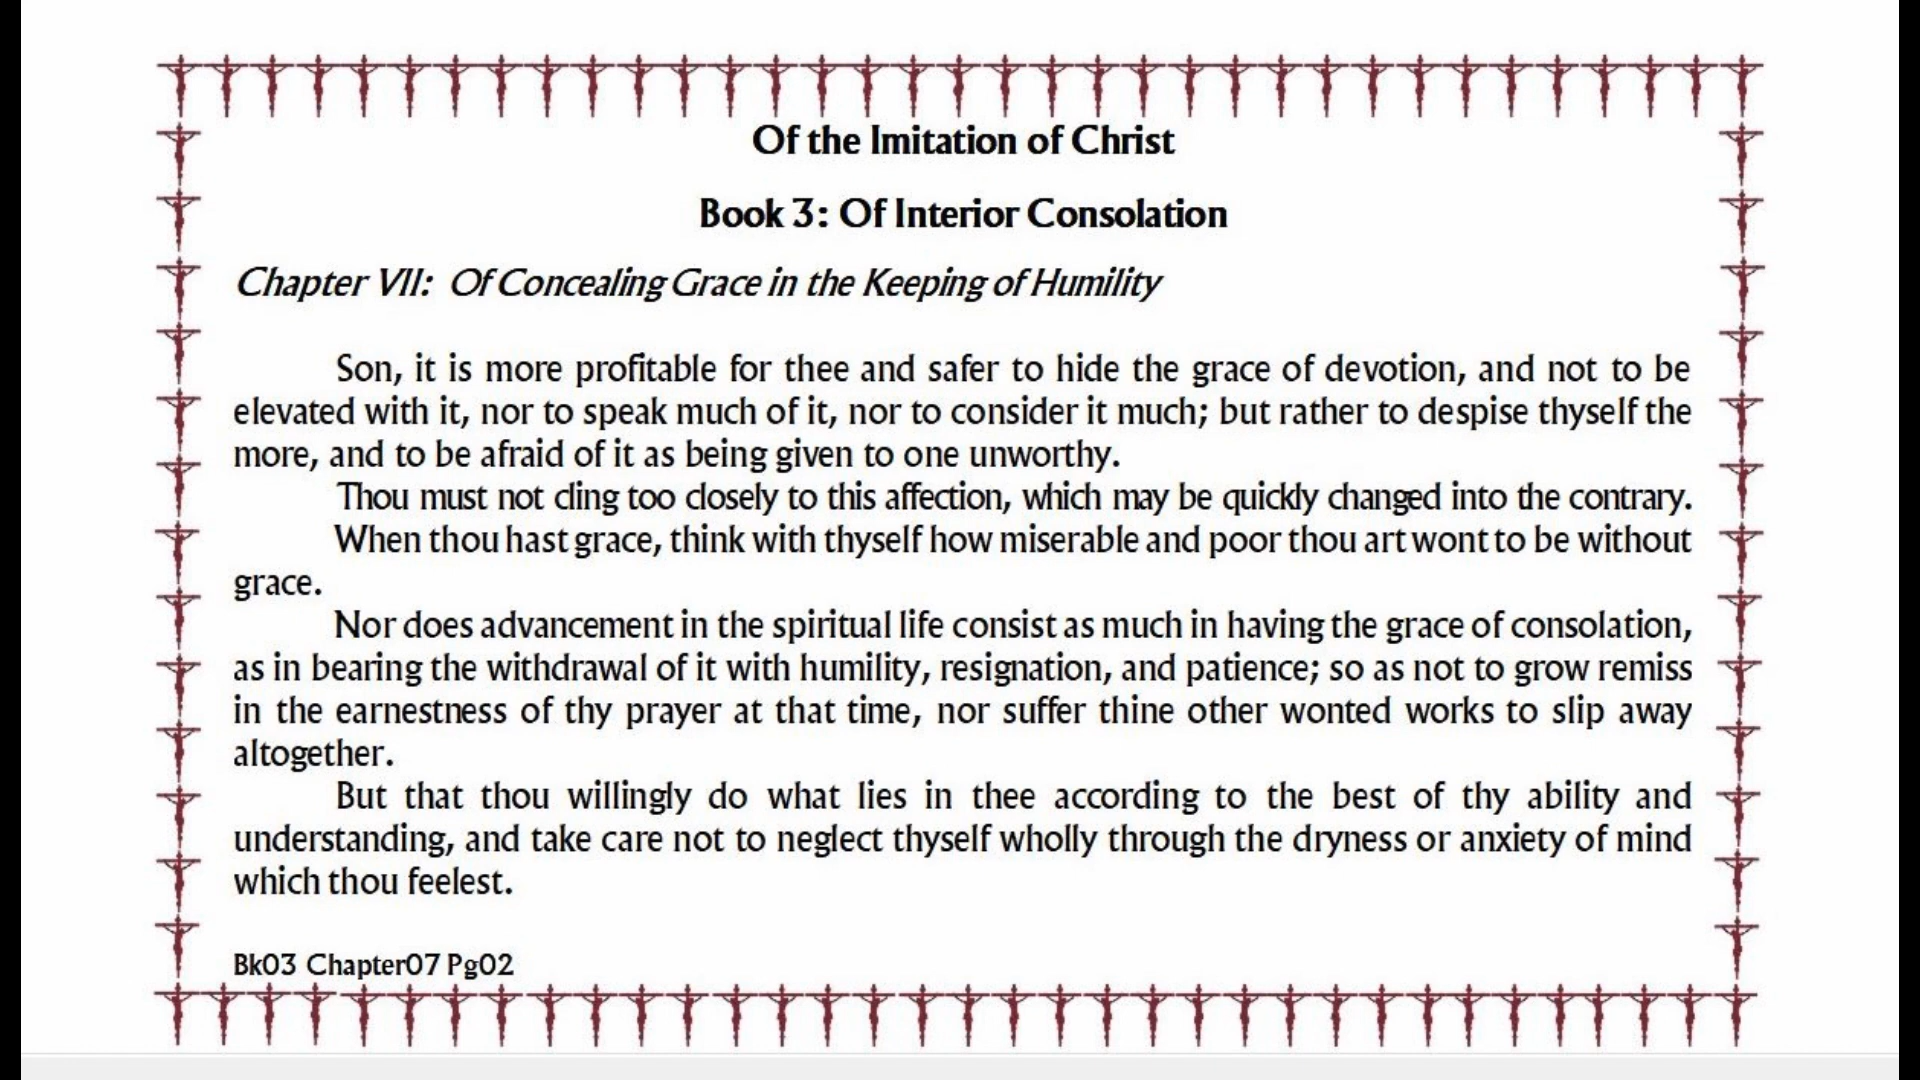 Of the Imitation of Christ
Book 3: Of Interior Consolation
Chapter VII: Of Concealing Grace in the Keeping of Humility
Son, it is more profitable for thee and safer to hide the grace of devotion, and not to be
elevated with it, nor to speak much of it, nor to consider it much; but rather to despise thyself the
more, and to be afraid of it as being given to one unworthy.
Thou must not cling too closely to this affection, which may be quickly changed into the contrary.
When thou hast grace, think with thyself how miserable and poor thou art wont to be without
grace.
Nor does advancement in the spiritual life consist as much in having the grace of consolation,
as in bearing the withdrawal of it with humility, resignation, and patience; so as not to grow remiss
in the earnestness of thy prayer at that time, nor suffer thine other wonted works to slip away
altogether.
But that thou willingly do what lies in thee according to the best of thy ability and
understanding, and take care not to neglect thyself wholly through the dryness or anxiety of mind
which thou feelest.
Bk03 Chapter07 Pg02